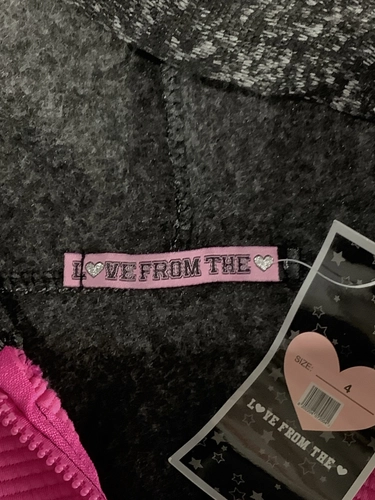 L♥VE FROM THE ♥
SIZE:
4
L♥VE FROM THE ♥